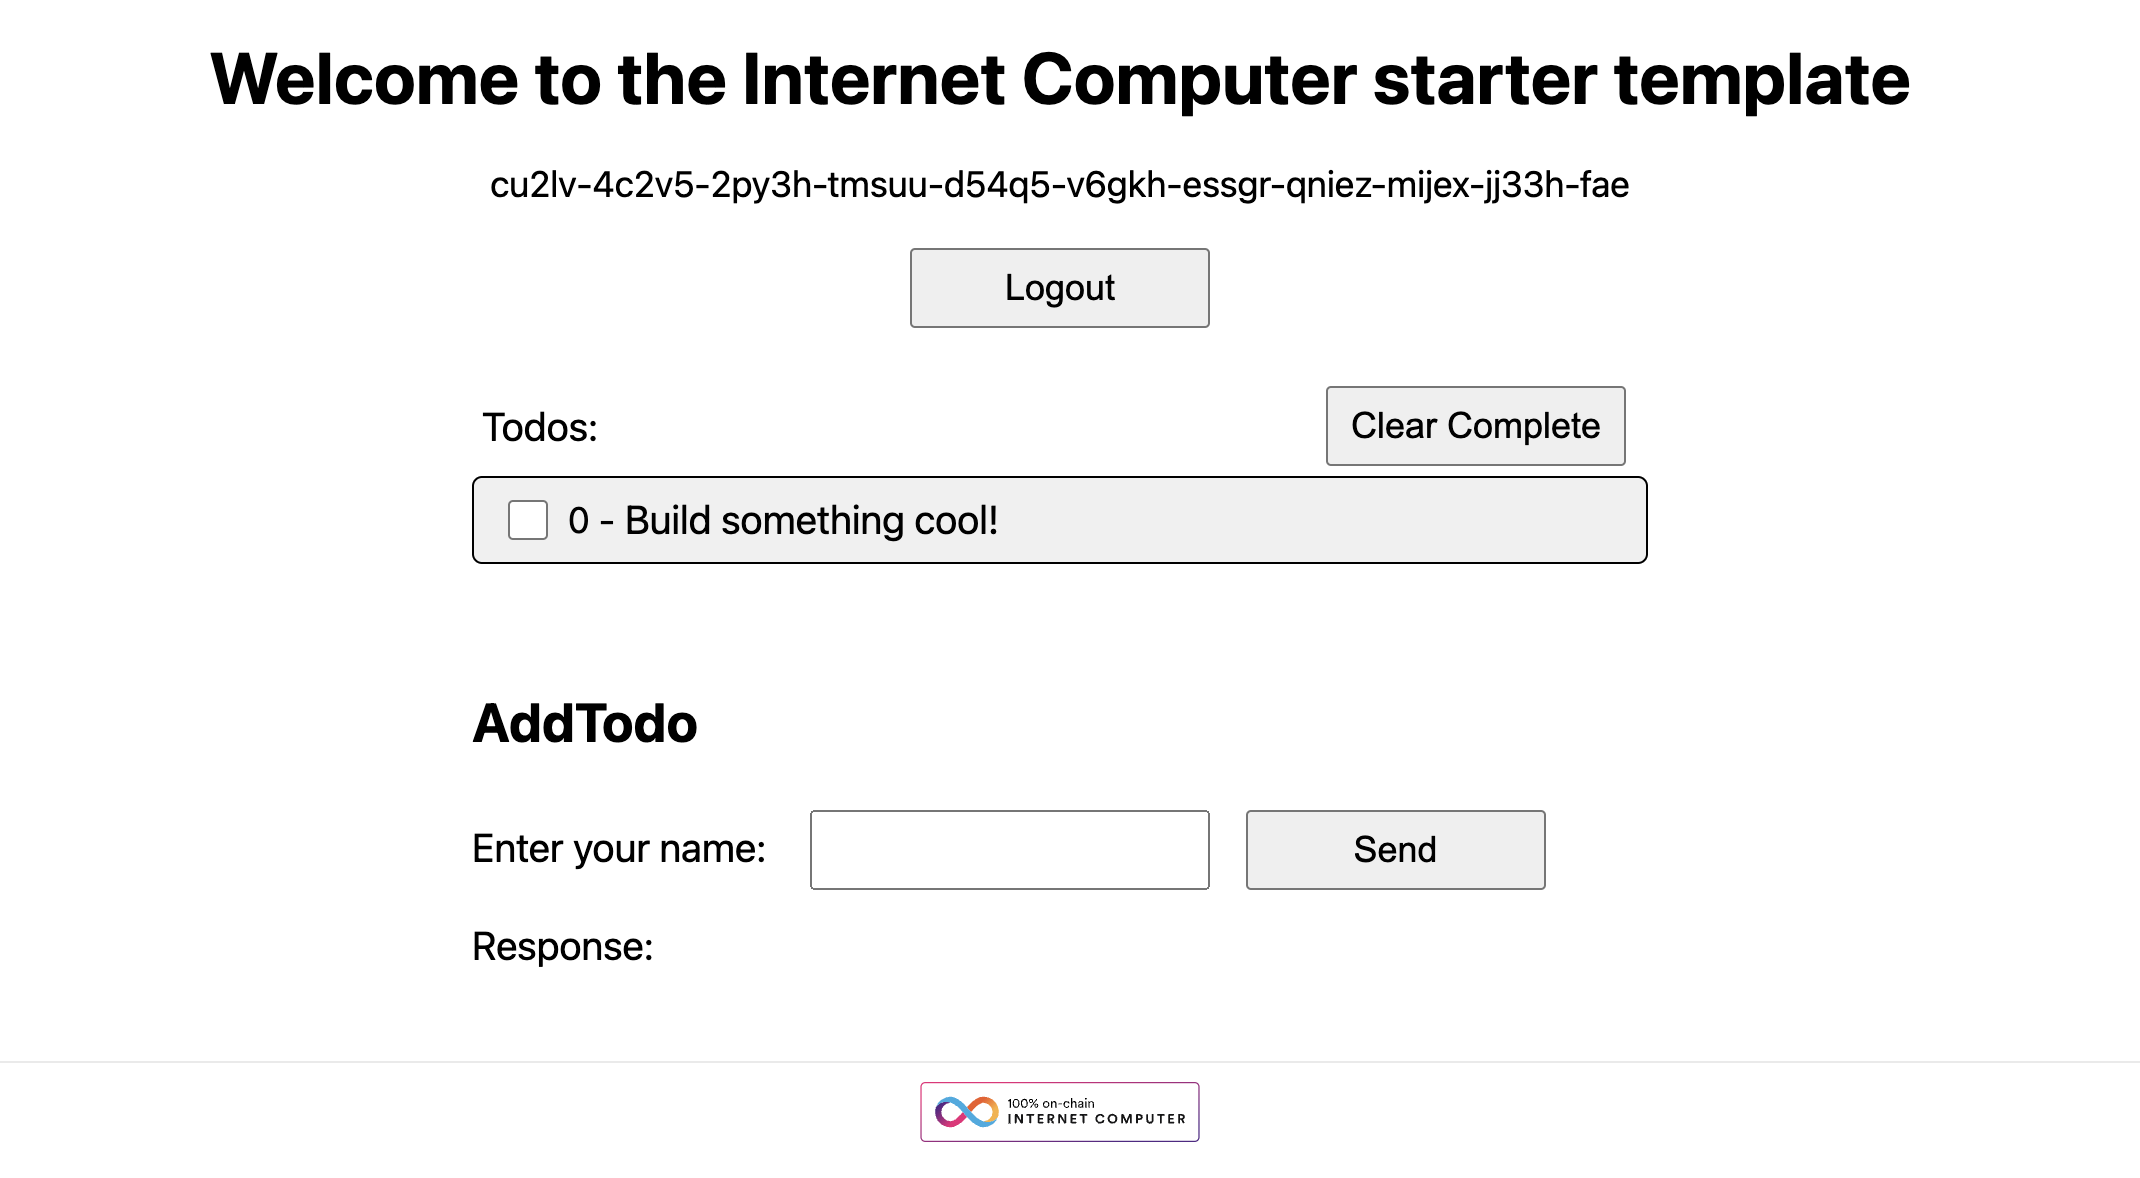 Welcome to the Internet Computer starter template
cu2lv-4c2v5-2py3h-tmsuu-d54q5-v6gkh-essgr-qniez-mijex-jj33h-fae
Logout
Todos:
Clear Complete
0 - Build something cool!
AddTodo
Enter your name:
Send
Response:
100% on-chain
INTERNET COMPUTER